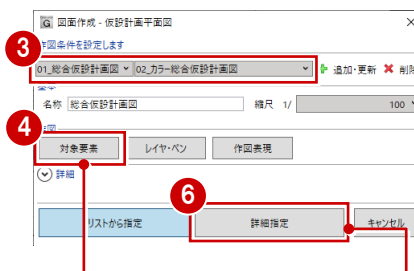 G 図面作成 - 仮設計画平面図
作図条件を設定します
3
01_総合仮設計画図 02_カラー総合仮設計画図 追加・更新 削除
名称 総合仮設計画図 縮尺 1/ 100
4
対象要素 レイヤ・ペン 作図表現
詳細
6
リストから指定 詳細指定 キャンセル